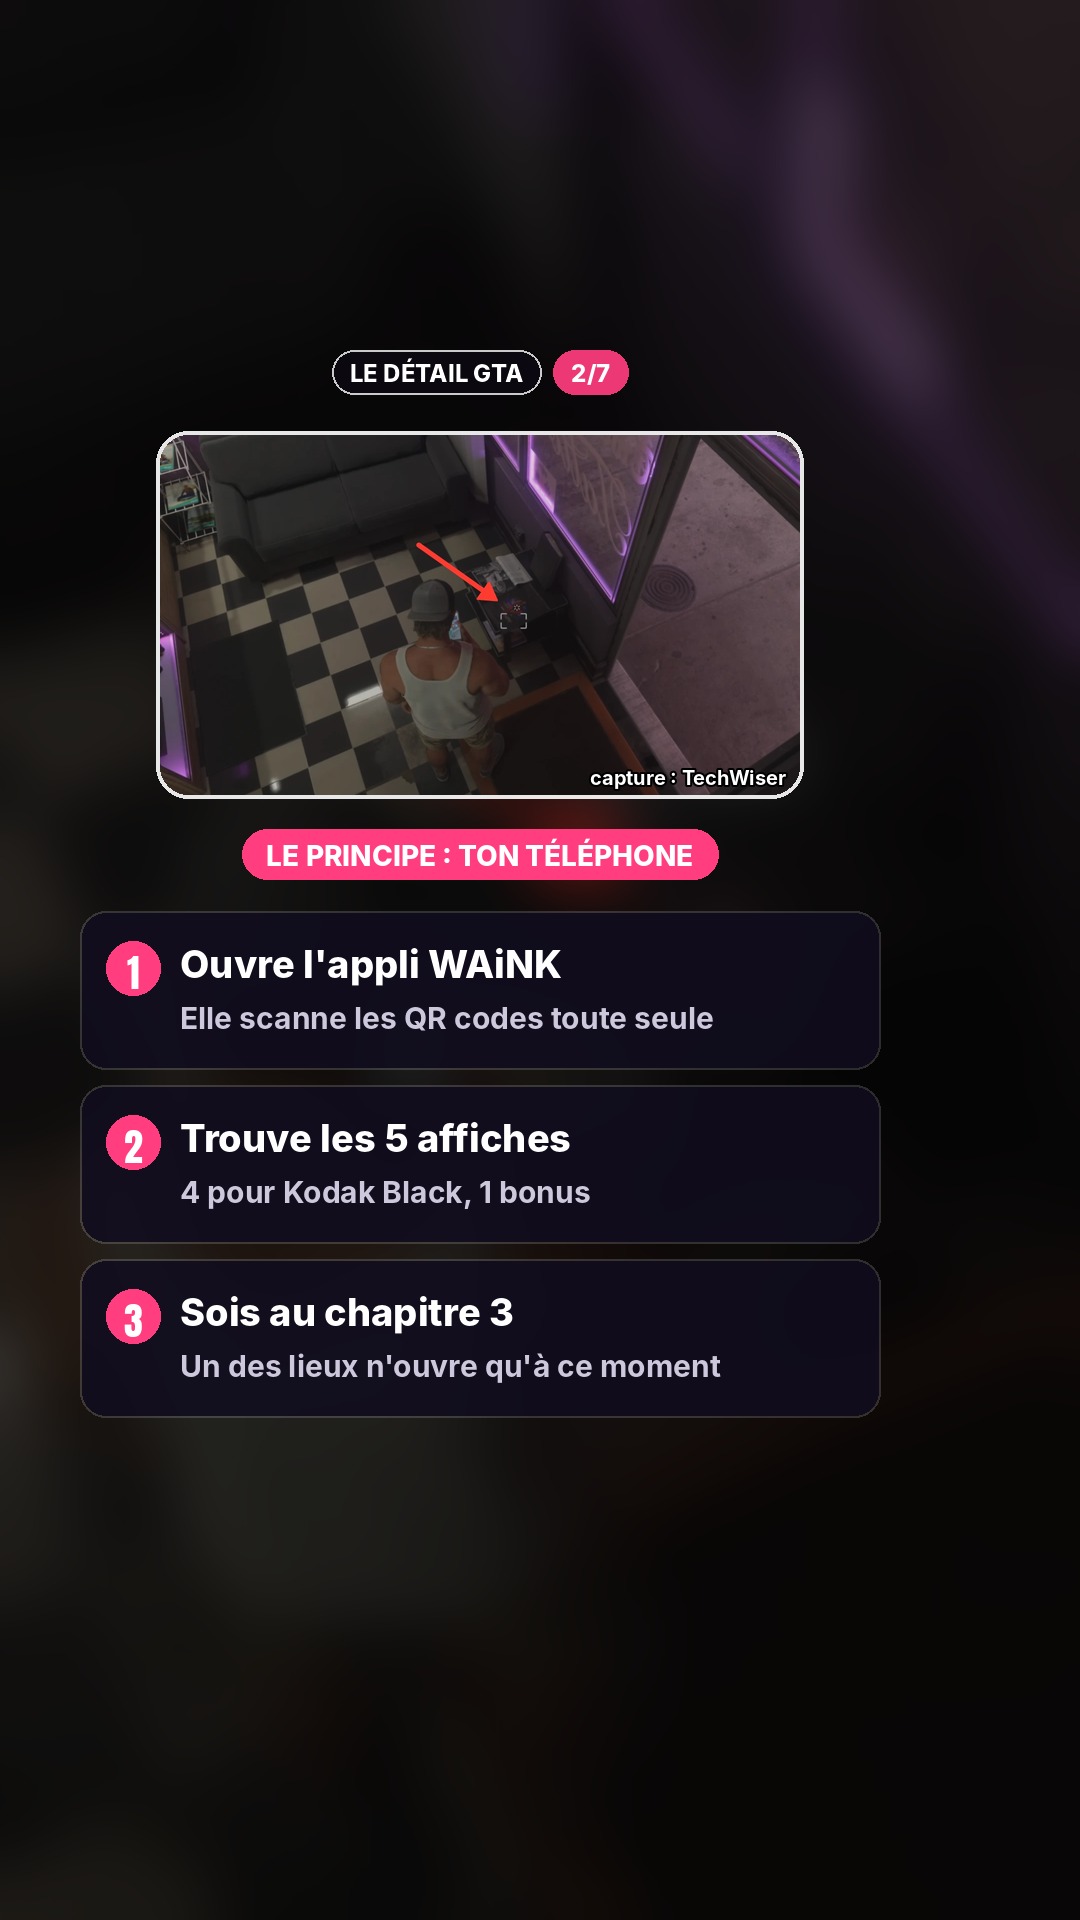 LE DÉTAIL GTA 2/7
capture : TechWiser
LE PRINCIPE : TON TÉLÉPHONE
1 Ouvre l'appli WAiNK
Elle scanne les QR codes toute seule
2 Trouve les 5 affiches
4 pour Kodak Black, 1 bonus
3 Sois au chapitre 3
Un des lieux n'ouvre qu'à ce moment